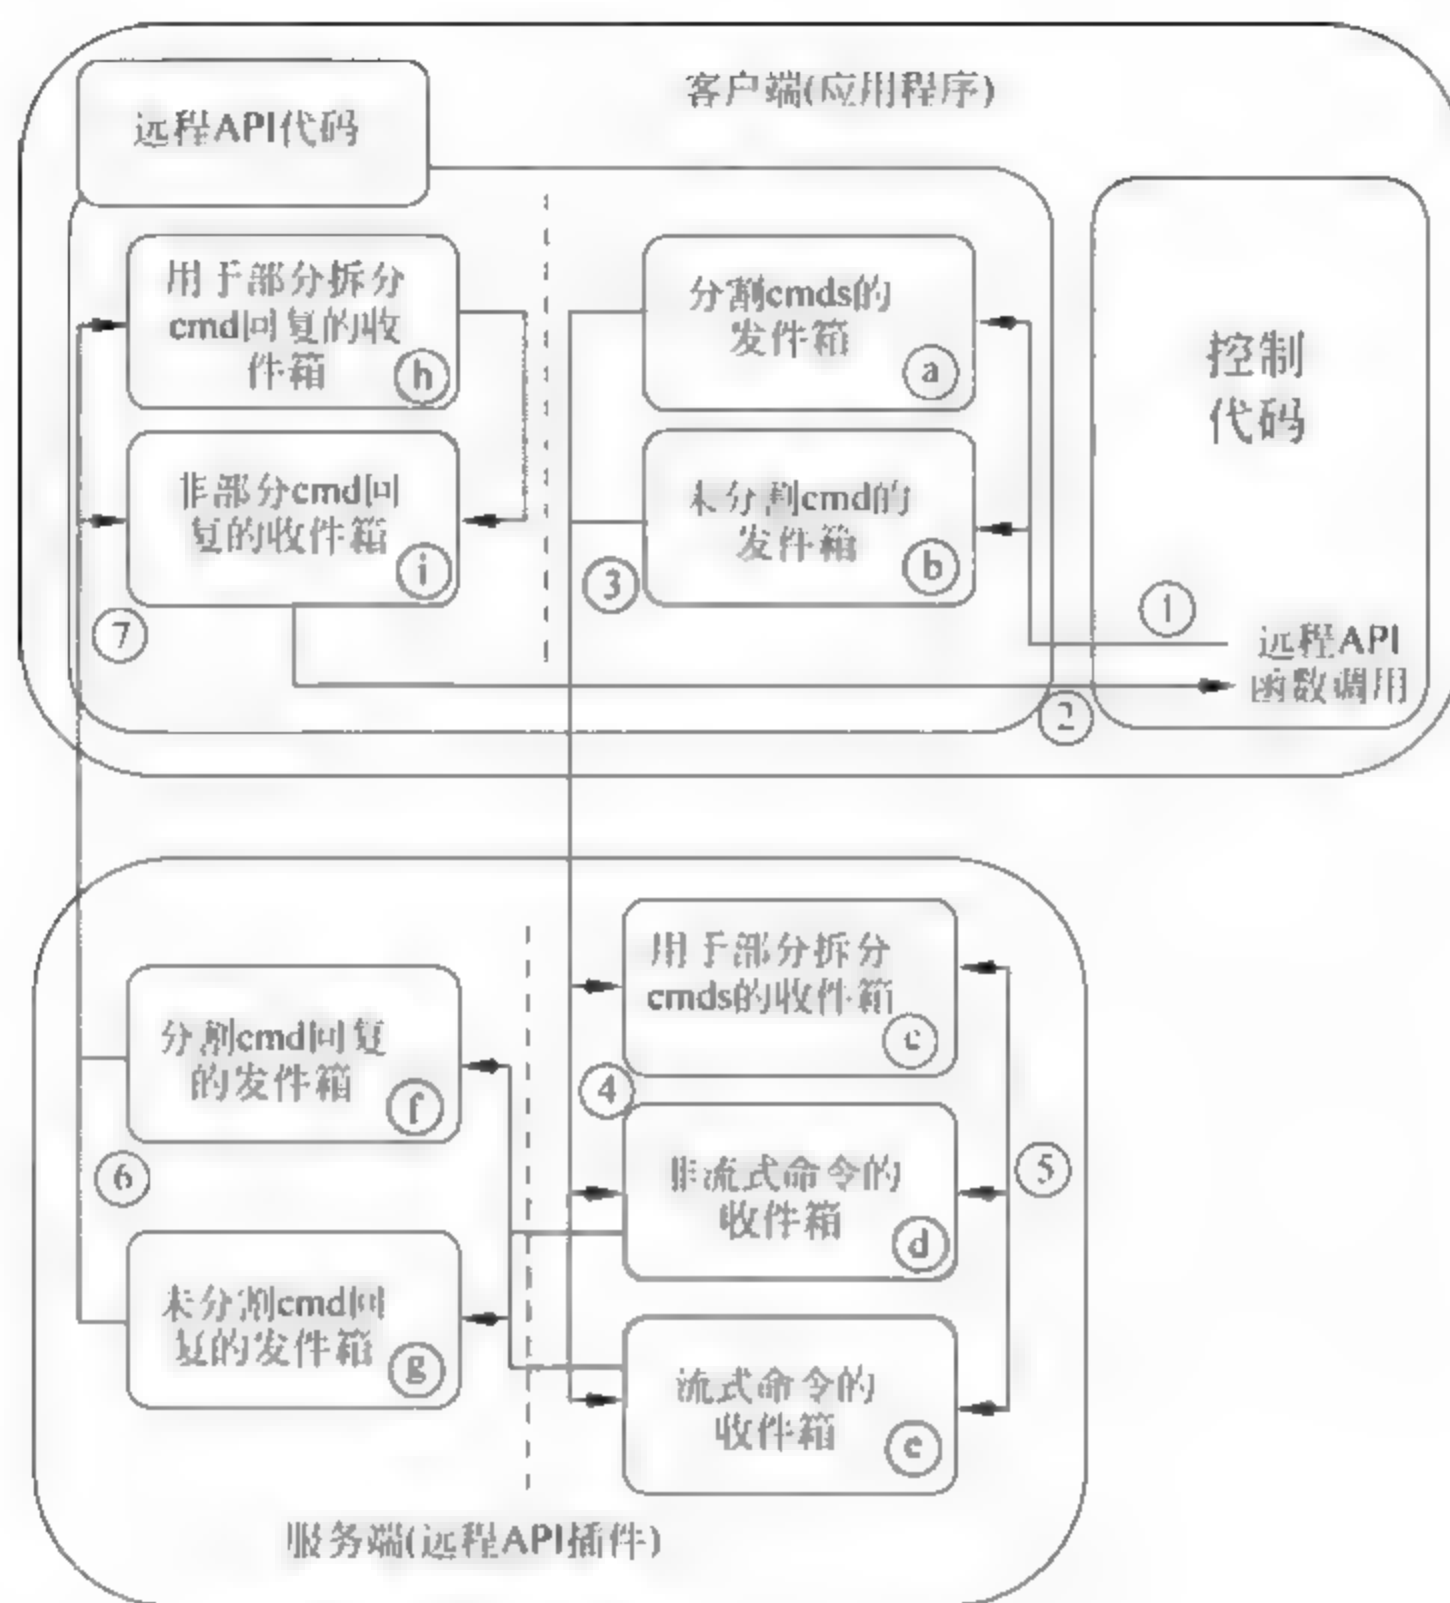 客户端(应用程序)
远程API代码
用于部分拆分
cmd回复的收
件箱
h
分割cmds的
发件箱
a
控制
代码
非部分cmd回
复的收件箱
i
未分割cmd的
发件箱
b
3
1
7
远程API
函数调用
2
用于部分拆分
cmds的收件箱
c
分割cmd回复
的发件箱
f
4
6
非流式命令的
收件箱
d
5
未分割cmd回
复的发件箱
g
流式命令的
收件箱
e
服务端(远程API插件)